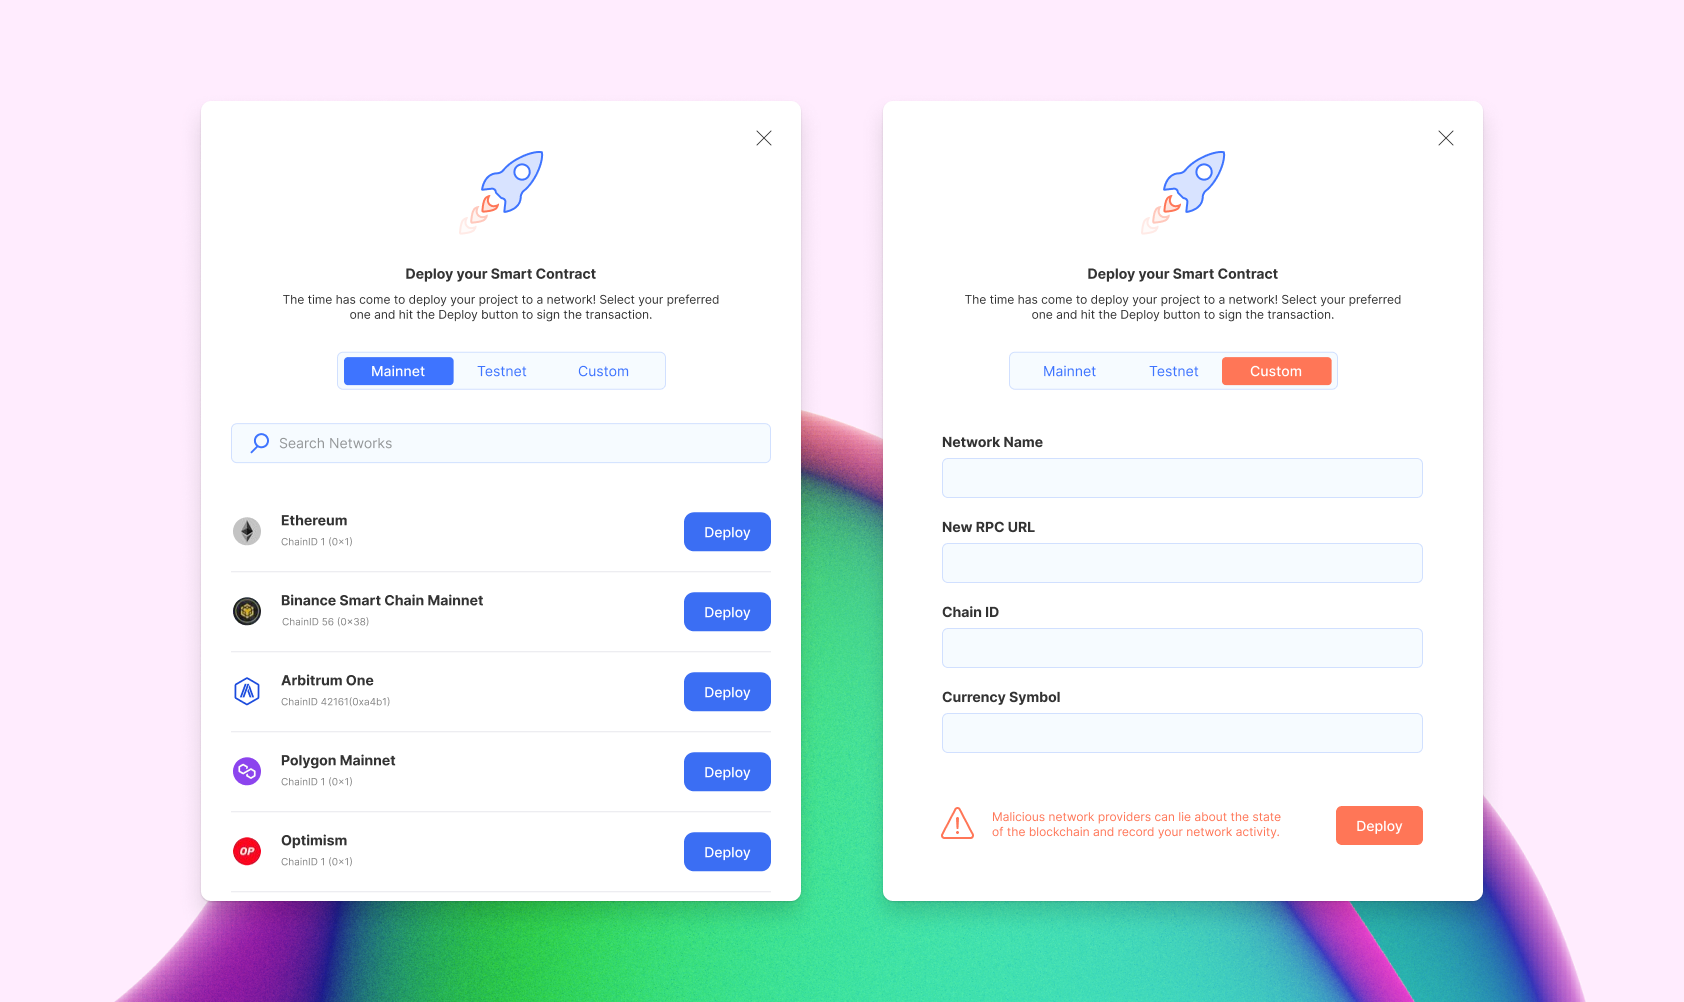 Deploy your Smart Contract
The time has come to deploy your project to a network! Select your preferred
one and hit the Deploy button to sign the transaction.
Mainnet Testnet Custom
Search Networks
Ethereum
ChainID 1 (0×1)
Deploy
Binance Smart Chain Mainnet
ChainID 56 (0×38)
Deploy
Arbitrum One
ChainID 42161(0xa4b1)
Deploy
Polygon Mainnet
ChainID 1 (0×1)
Deploy
OP
Optimism
ChainID 1 (0×1)
Deploy
Deploy your Smart Contract
The time has come to deploy your project to a network! Select your preferred
one and hit the Deploy button to sign the transaction.
Mainnet Testnet Custom
Network Name
New RPC URL
Chain ID
Currency Symbol
Malicious network providers can lie about the state
of the blockchain and record your network activity.
Deploy